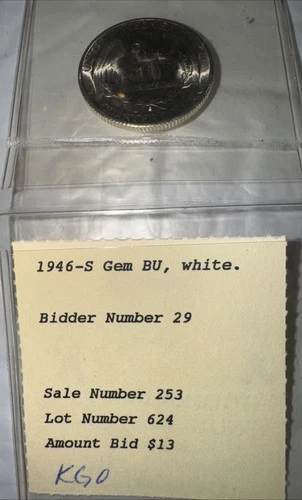 1946-S Gem BU, white.
Bidder Number 29
Sale Number 253
Lot Number 624
Amount Bid $13
KGO